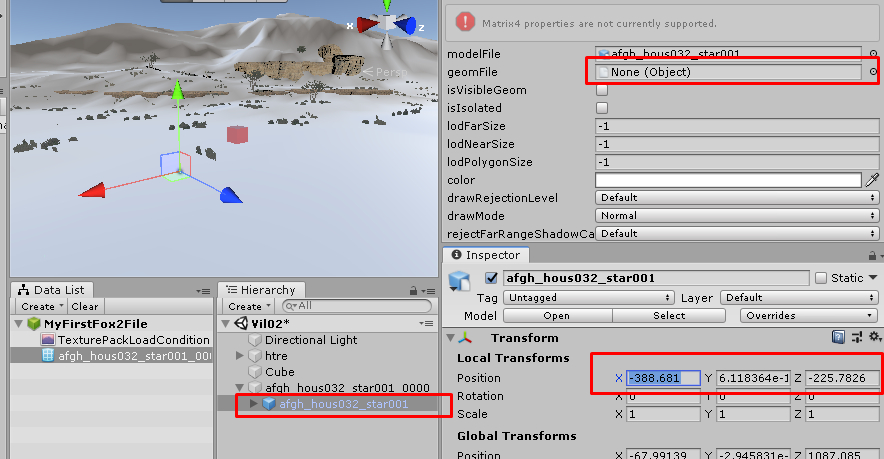 x
z
Persp
Matrix4 properties are not currently supported.
modelFile afgh_hous032_star001
geomFile None (Object)
isVisibleGeom
isIsolated
lodFarSize -1
lodNearSize -1
lodPolygonSize -1
color
drawRejectionLevel Default
drawMode Normal
rejectFarRangeShadowCa Default
Data List
Create Clear
MyFirstFox2File
TexturePackLoadCondition
afgh_hous032_star001_00
Hierarchy
Create All
Vil02*
Directional Light
htre
Cube
afgh_hous032_star001_0000
afgh_hous032_star001
Inspector
afgh_hous032_star001 Static
Tag Untagged Layer Default
Model Open Select Overrides
Transform
Local Transforms
Position X -388.681 Y 6.118364e-1 Z -225.7826
Rotation X 0 Y 0 Z 0
Scale X 1 Y 1 Z 1
Global Transforms
Position X -67.99139 Y -2.945831e- Z 1087.085